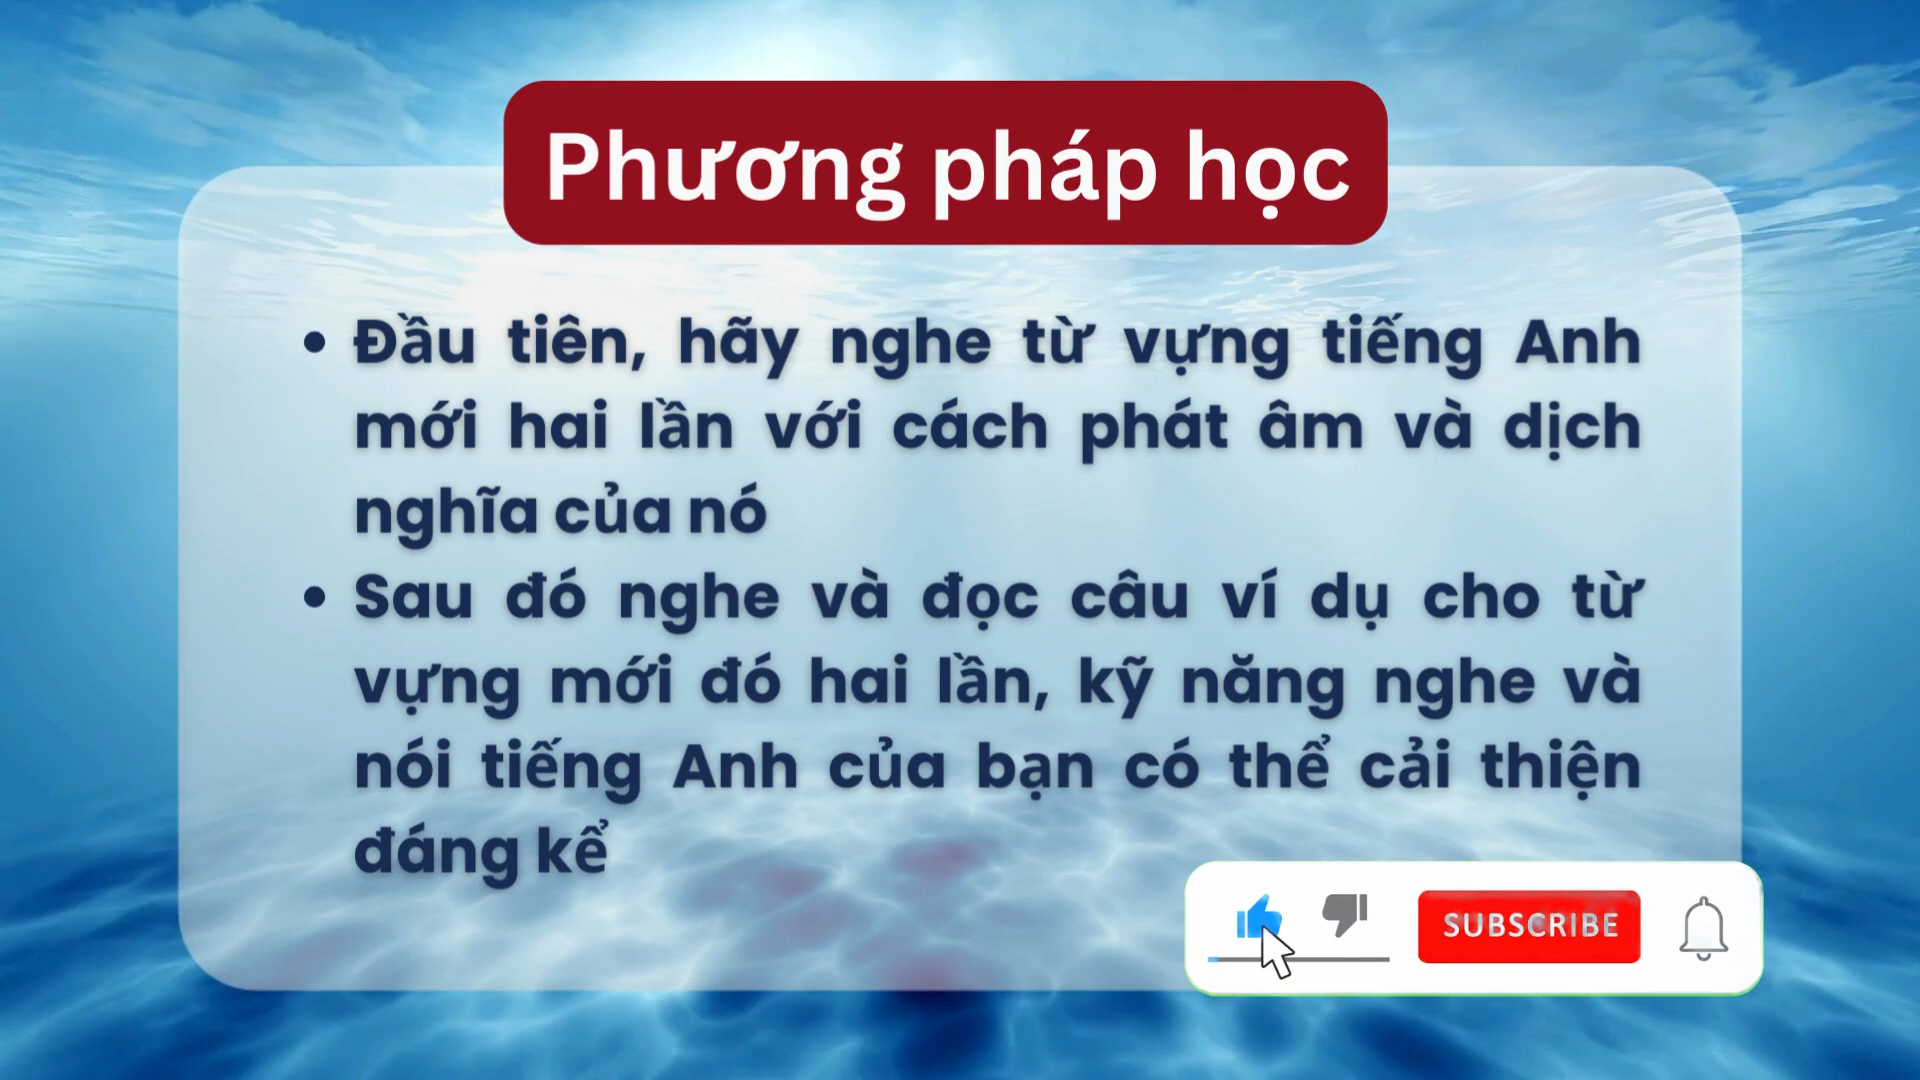 Phương pháp học
• Đầu tiên, hãy nghe từ vựng tiếng Anh
mới hai lần với cách phát âm và dịch
nghĩa của nó
• Sau đó nghe và đọc câu ví dụ cho từ
vựng mới đó hai lần, kỹ năng nghe và
nói tiếng Anh của bạn có thể cải thiện
đáng kể
SUBSCRIBE